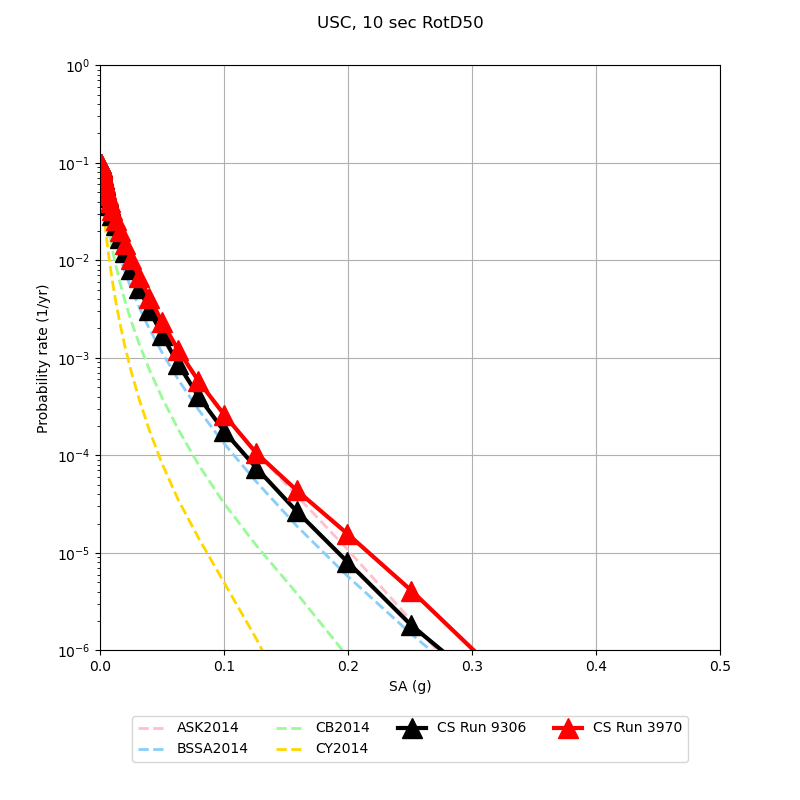 USC, 10 sec RotD50
10^0
10^-1
10^-2
10^-3
10^-4
10^-5
10^-6
Probability rate (1/yr)
0.0 0.1 0.2 0.3 0.4 0.5
SA (g)
ASK2014 CB2014 CS Run 9306 CS Run 3970
BSSA2014 CY2014